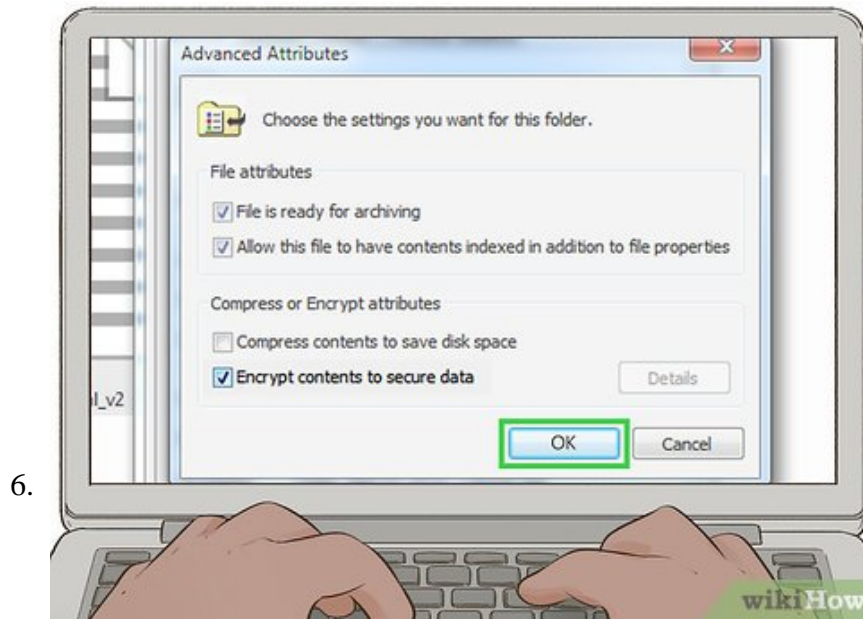 Advanced Attributes
Choose the settings you want for this folder.
File attributes
File is ready for archiving
Allow this file to have contents indexed in addition to file properties
Compress or Encrypt attributes
Compress contents to save disk space
Encrypt contents to secure data
Details
l_v2
OK
Cancel
6.
wikiHow